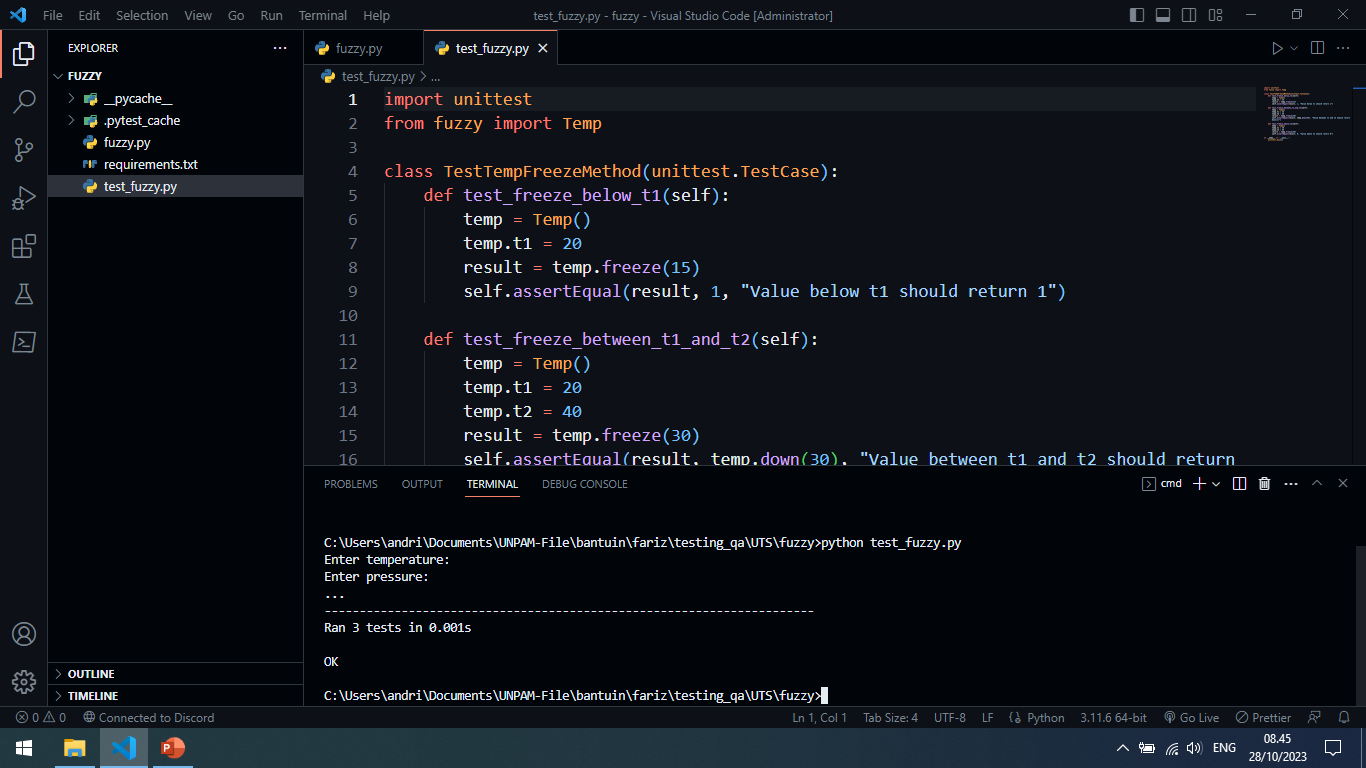 File Edit Selection View Go Run Terminal Help
test_fuzzy.py - fuzzy - Visual Studio Code [Administrator]
EXPLORER
FUZZY
__pycache__
.pytest_cache
fuzzy.py
requirements.txt
test_fuzzy.py
OUTLINE
TIMELINE
fuzzy.py test_fuzzy.py
test_fuzzy.py > ...
1 import unittest
2 from fuzzy import Temp
3
4 class TestTempFreezeMethod(unittest.TestCase):
5 def test_freeze_below_t1(self):
6 temp = Temp()
7 temp.t1 = 20
8 result = temp.freeze(15)
9 self.assertEqual(result, 1, "Value below t1 should return 1")
10
11 def test_freeze_between_t1_and_t2(self):
12 temp = Temp()
13 temp.t1 = 20
14 temp.t2 = 40
15 result = temp.freeze(30)
16 self.assertEqual(result, temp.down(30), "Value between t1 and t2 should return
PROBLEMS OUTPUT TERMINAL DEBUG CONSOLE
cmd
C:\Users\andri\Documents\UNPAM-File\bantuin\fariz\testing_qa\UTS\fuzzy>python test_fuzzy.py
Enter temperature:
Enter pressure:
...
----------------------------------------------------------------------
Ran 3 tests in 0.001s
OK
C:\Users\andri\Documents\UNPAM-File\bantuin\fariz\testing_qa\UTS\fuzzy>
0 0 Connected to Discord
Ln 1, Col 1 Tab Size: 4 UTF-8 LF Python 3.11.6 64-bit Go Live Prettier
ENG
08.45
28/10/2023